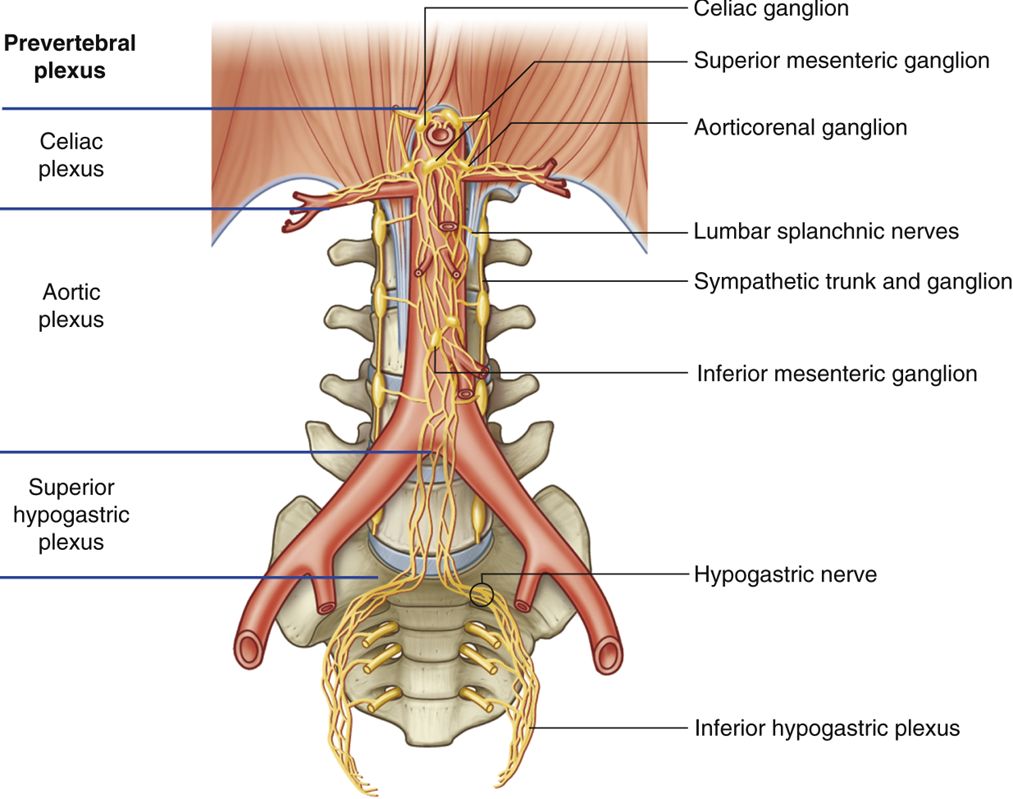 Prevertebral
plexus
Celiac
plexus
Aortic
plexus
Superior
hypogastric
plexus
Celiac ganglion
Superior mesenteric ganglion
Aorticorenal ganglion
Lumbar splanchnic nerves
Sympathetic trunk and ganglion
Inferior mesenteric ganglion
Hypogastric nerve
Inferior hypogastric plexus